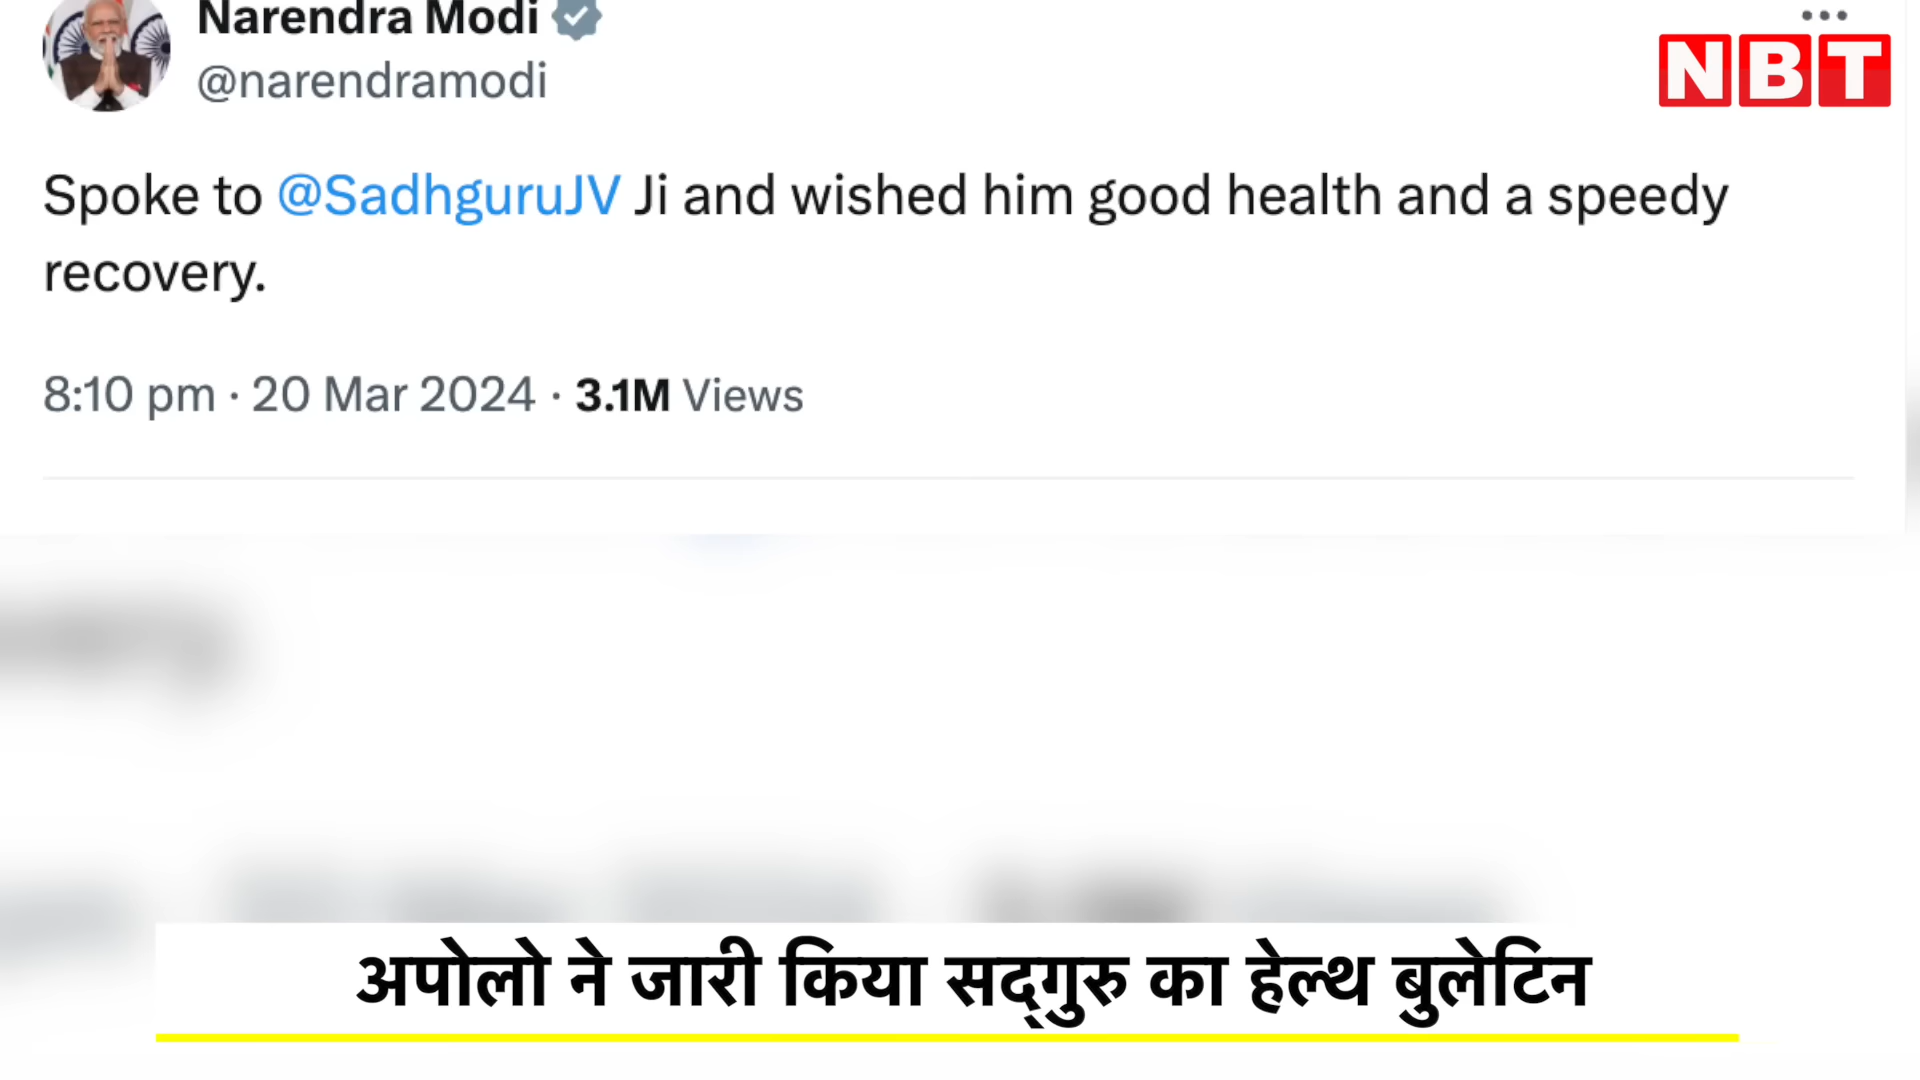 Narendra Modi
@narendramodi
NBT
Spoke to @SadhguruJV Ji and wished him good health and a speedy
recovery.
8:10 pm · 20 Mar 2024 · 3.1M Views
अपोलो ने जारी किया सद्‌गुरु का हेल्थ बुलेटिन